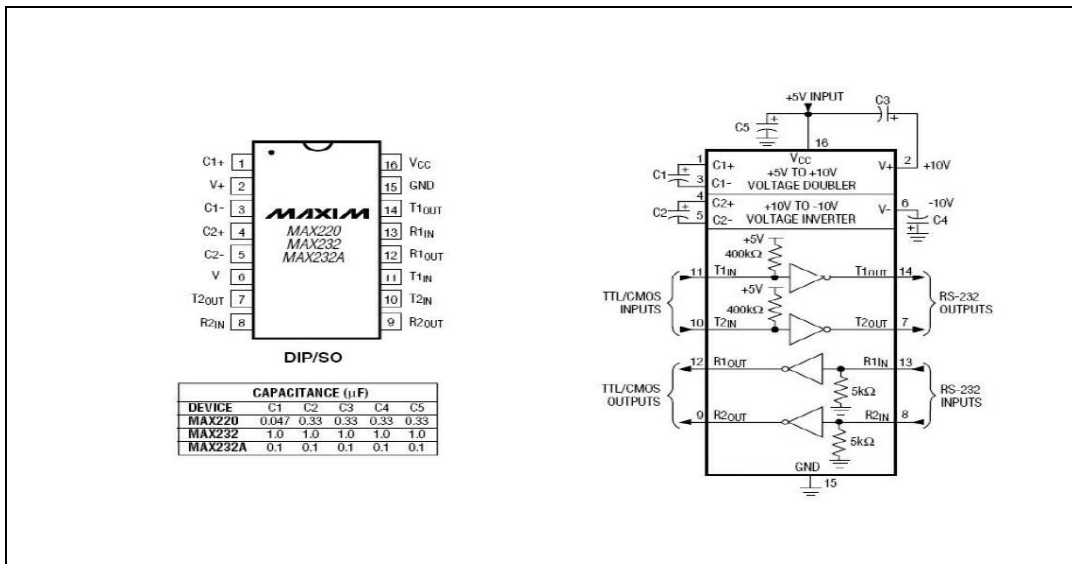 C1+ 1
V+ 2
C1- 3
C2+ 4
C2- 5
V 6
T2OUT 7
R2IN 8
16 VCC
15 GND
14 T1OUT
13 R1IN
12 R1OUT
11 T1IN
10 T2IN
9 R2OUT
MAXIM
MAX220
MAX232
MAX232A
DIP/SO
CAPACITANCE (µF)
DEVICE C1 C2 C3 C4 C5
MAX220 0.047 0.33 0.33 0.33 0.33
MAX232 1.0 1.0 1.0 1.0 1.0
MAX232A 0.1 0.1 0.1 0.1 0.1
+5V INPUT
C3
+
C5
+
16
VCC
1
C1+
C1
+
3
C1-
+5V TO +10V
VOLTAGE DOUBLER
V+
2
+10V
4
C2+
C2
+
5
C2-
+10V TO -10V
VOLTAGE INVERTER
V-
6
-10V
C4
+
+5V
400kΩ
11
T1IN
T1OUT
14
+5V
400kΩ
TTL/CMOS
INPUTS
RS-232
OUTPUTS
10
T2IN
T2OUT
7
12
R1OUT
R1IN
13
5kΩ
TTL/CMOS
OUTPUTS
RS-232
INPUTS
9
R2OUT
R2IN
8
5kΩ
GND
15